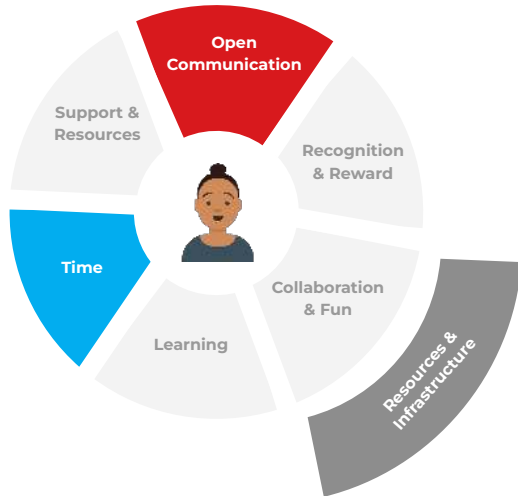 Open
Communication
Support &
Resources
Recognition
& Reward
Time
Collaboration
& Fun
Learning
Resources &
Infrastructure